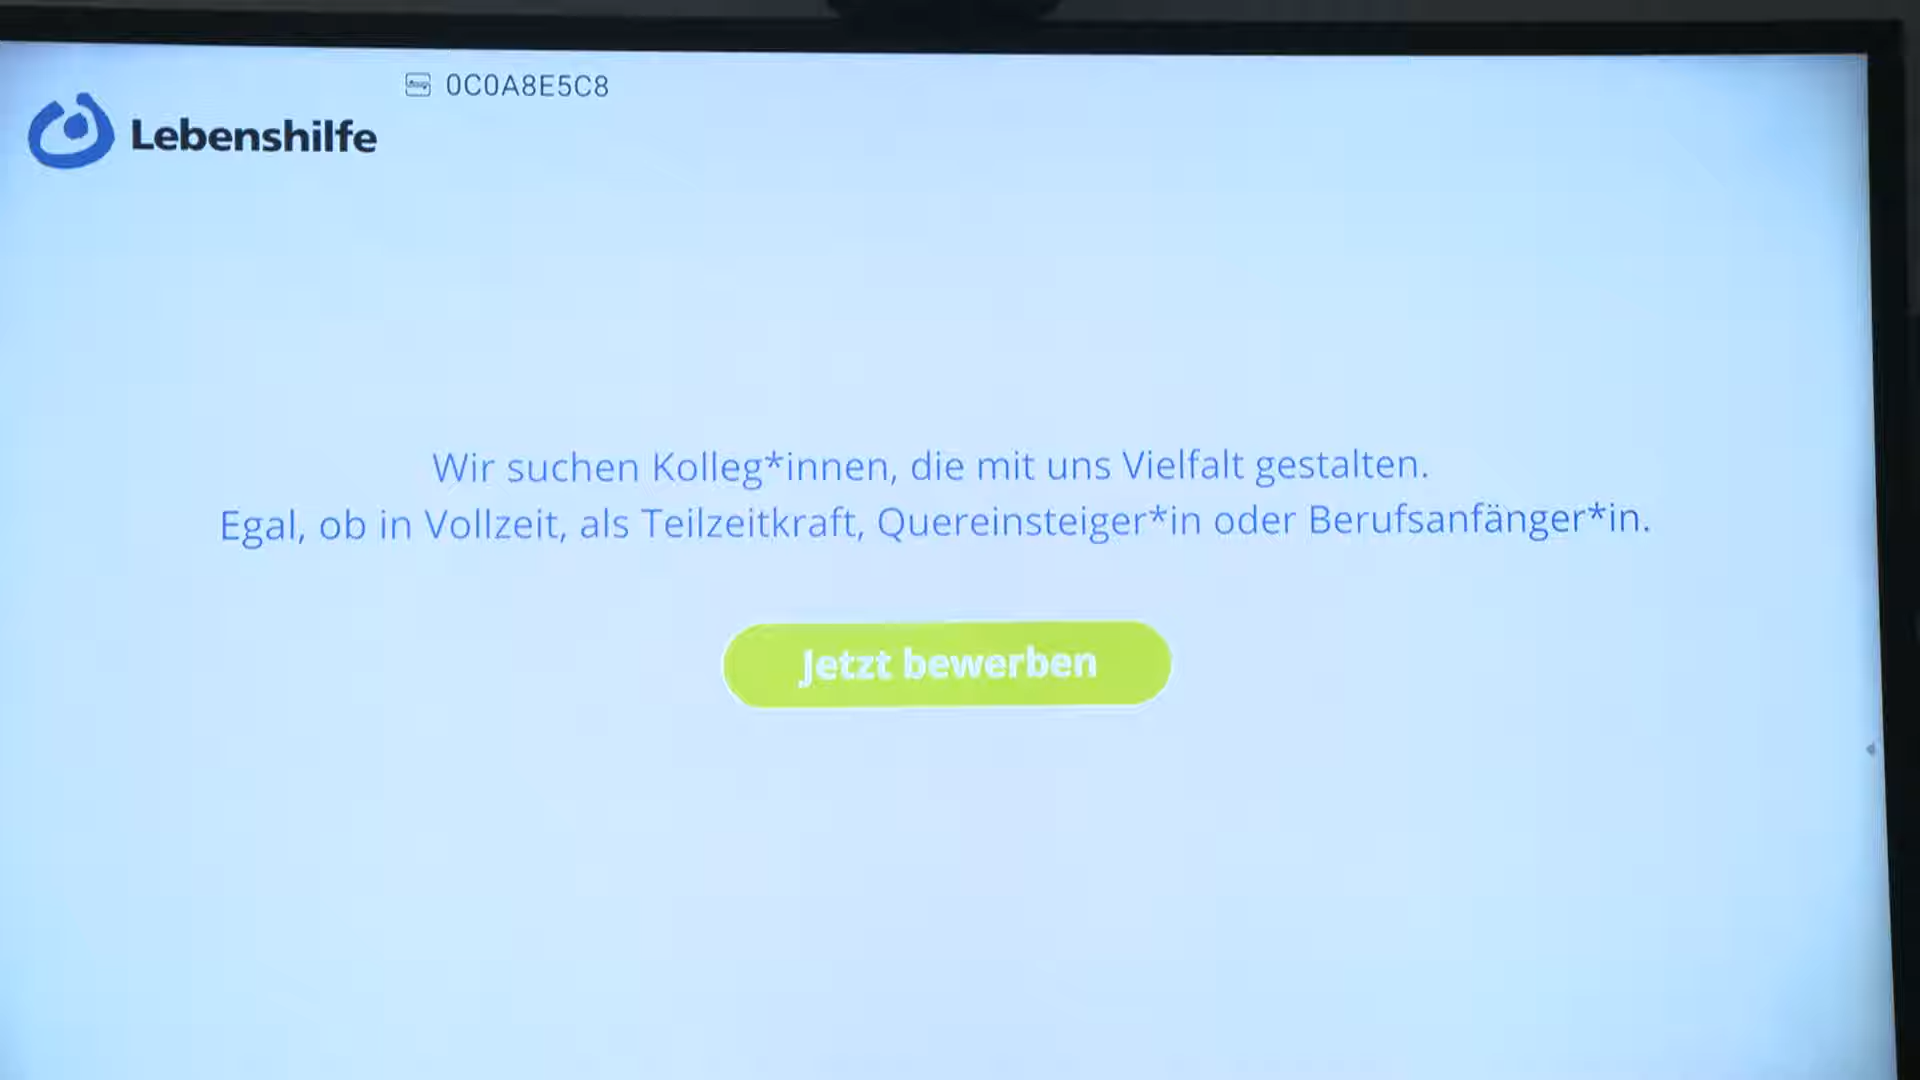 0C0A8E5C8
Lebenshilfe
Wir suchen Kolleg*innen, die mit uns Vielfalt gestalten.
Egal, ob in Vollzeit, als Teilzeitkraft, Quereinsteiger*in oder Berufsanfänger*in.
Jetzt bewerben